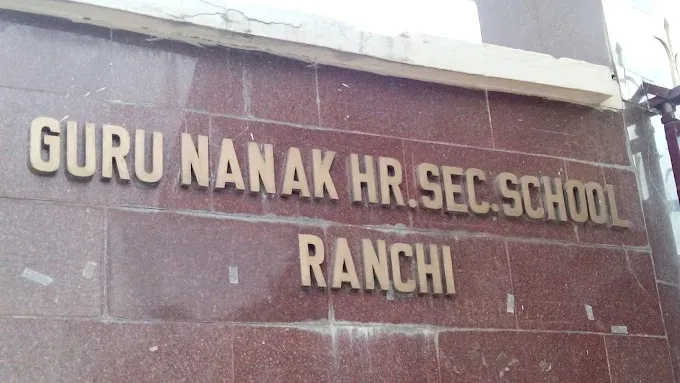 GURU NANAK HR.SEC.SCHOOL
RANCHI